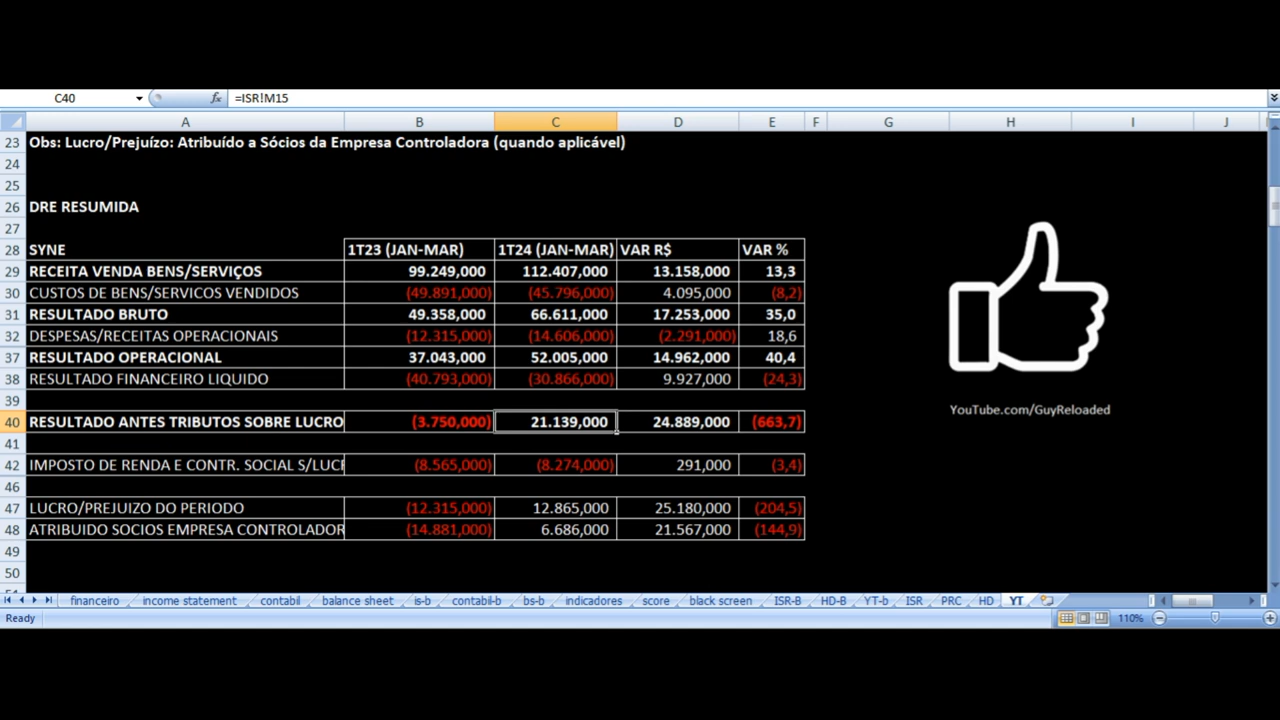 C40 fx =ISR!M15
A B C D E F G H I J
23 Obs: Lucro/Prejuízo: Atribuído a Sócios da Empresa Controladora (quando aplicável)
24
25
26 DRE RESUMIDA
27
28 SYNE 1T23 (JAN-MAR) 1T24 (JAN-MAR) VAR R$ VAR %
29 RECEITA VENDA BENS/SERVIÇOS 99.249,000 112.407,000 13.158,000 13,3
30 CUSTOS DE BENS/SERVICOS VENDIDOS (49.891,000) (45.796,000) 4.095,000 (8,2)
31 RESULTADO BRUTO 49.358,000 66.611,000 17.253,000 35,0
32 DESPESAS/RECEITAS OPERACIONAIS (12.315,000) (14.606,000) (2.291,000) 18,6
37 RESULTADO OPERACIONAL 37.043,000 52.005,000 14.962,000 40,4
38 RESULTADO FINANCEIRO LIQUIDO (40.793,000) (30.866,000) 9.927,000 (24,3)
39
40 RESULTADO ANTES TRIBUTOS SOBRE LUCRO (3.750,000) 21.139,000 24.889,000 (663,7)
41
42 IMPOSTO DE RENDA E CONTR. SOCIAL S/LUCR (8.565,000) (8.274,000) 291,000 (3,4)
46
47 LUCRO/PREJUIZO DO PERIODO (12.315,000) 12.865,000 25.180,000 (204,5)
48 ATRIBUIDO SOCIOS EMPRESA CONTROLADOR (14.881,000) 6.686,000 21.567,000 (144,9)
49
50
YouTube.com/GuyReloaded
financeiro income statement contabil balance sheet is-b contabil-b bs-b indicadores score black screen ISR-B HD-B YT-b ISR PRC HD YT
Ready 110%